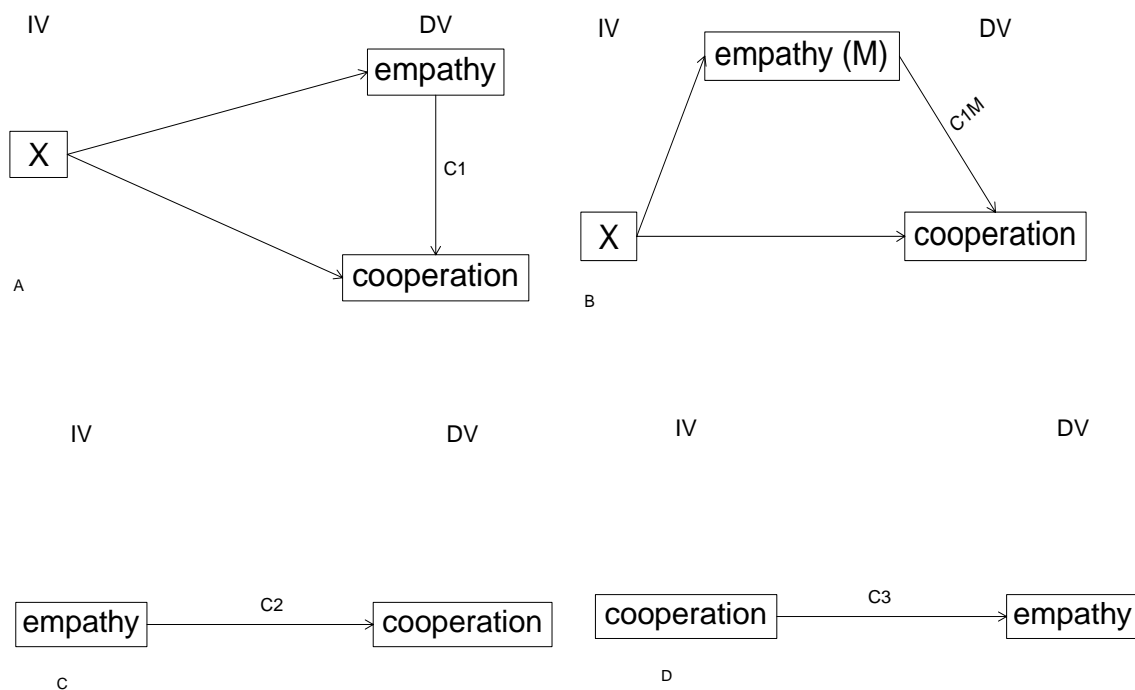 IV
DV
empathy
X
C1
cooperation
A
IV
DV
empathy (M)
C1M
X
cooperation
B
IV
DV
empathy
C2
cooperation
C
IV
DV
cooperation
C3
empathy
D